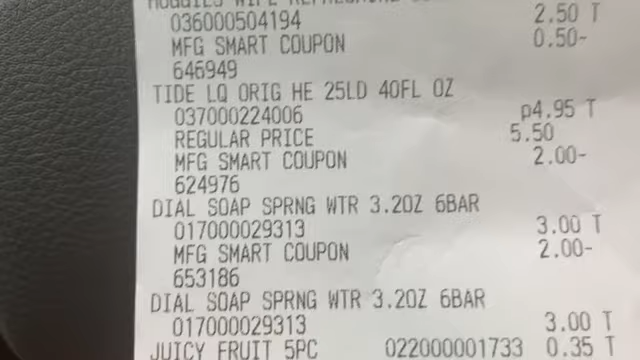 HUGGIES WIPE REFRESHING
036000504194 2.50 T
MFG SMART COUPON 0.50-
646949
TIDE LQ ORIG HE 25LD 40FL OZ
037000224006 p4.95 T
REGULAR PRICE 5.50
MFG SMART COUPON 2.00-
624976
DIAL SOAP SPRNG WTR 3.2OZ 6BAR
017000029313 3.00 T
MFG SMART COUPON 2.00-
653186
DIAL SOAP SPRNG WTR 3.2OZ 6BAR
017000029313 3.00 T
JUICY FRUIT 5PC 022000001733 0.35 T